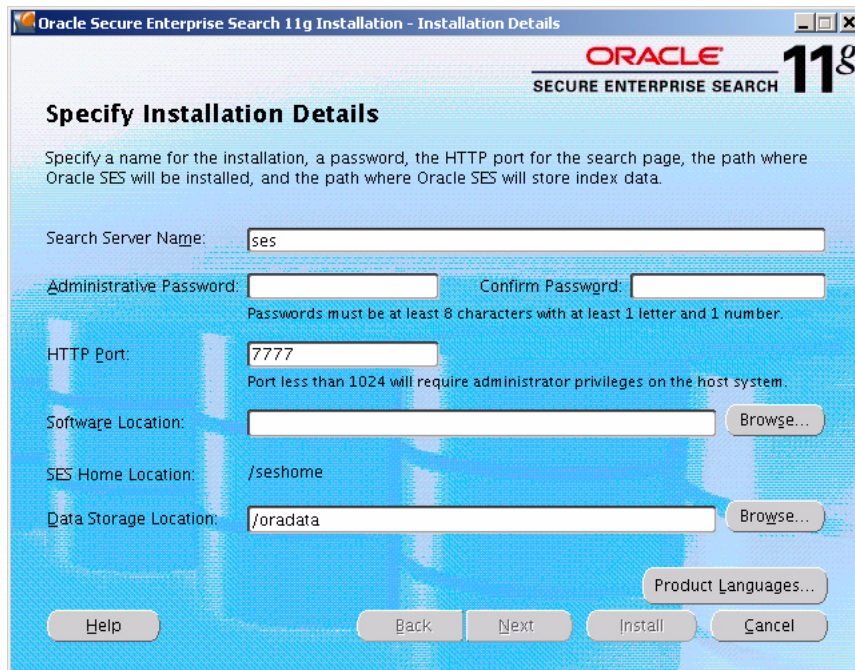 Oracle Secure Enterprise Search 11g Installation - Installation Details
ORACLE
SECURE ENTERPRISE SEARCH 11g
Specify Installation Details
Specify a name for the installation, a password, the HTTP port for the search page, the path where
Oracle SES will be installed, and the path where Oracle SES will store index data.
Search Server Name: ses
Administrative Password: Confirm Password:
Passwords must be at least 8 characters with at least 1 letter and 1 number.
HTTP Port: 7777
Port less than 1024 will require administrator privileges on the host system.
Software Location: Browse...
SES Home Location: /seshome
Data Storage Location: /oradata Browse...
Product Languages...
Help Back Next Install Cancel